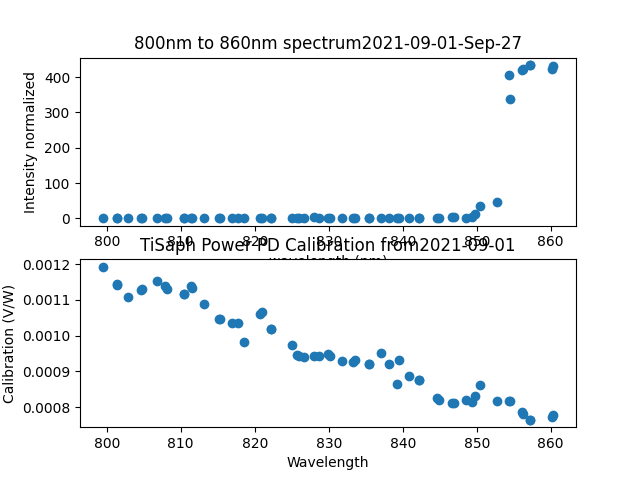 800nm to 860nm spectrum2021-09-01-Sep-27
Intensity normalized
400
300
200
100
0
800 810 820 830 840 850 860
wavelength (nm)
TiSaph Power PD Calibration from2021-09-01
Calibration (V/W)
0.0012
0.0011
0.0010
0.0009
0.0008
800 810 820 830 840 850 860
Wavelength